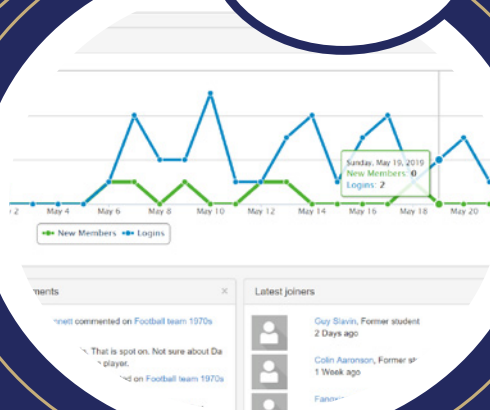 Sunday, May 19, 2019
New Members: 0
Logins: 2
2 May 4 May 6 May 8 May 10 May 12 May 14 May 16 May 18 May 20
New Members Logins
ments ×
commented on Football team 1970s
That is spot on. Not sure about Da
player.
on Football team 1970s
Latest joiners
Guy Slavin, Former student
2 Days ago
Colin Aaronson, Former
1 Week ago